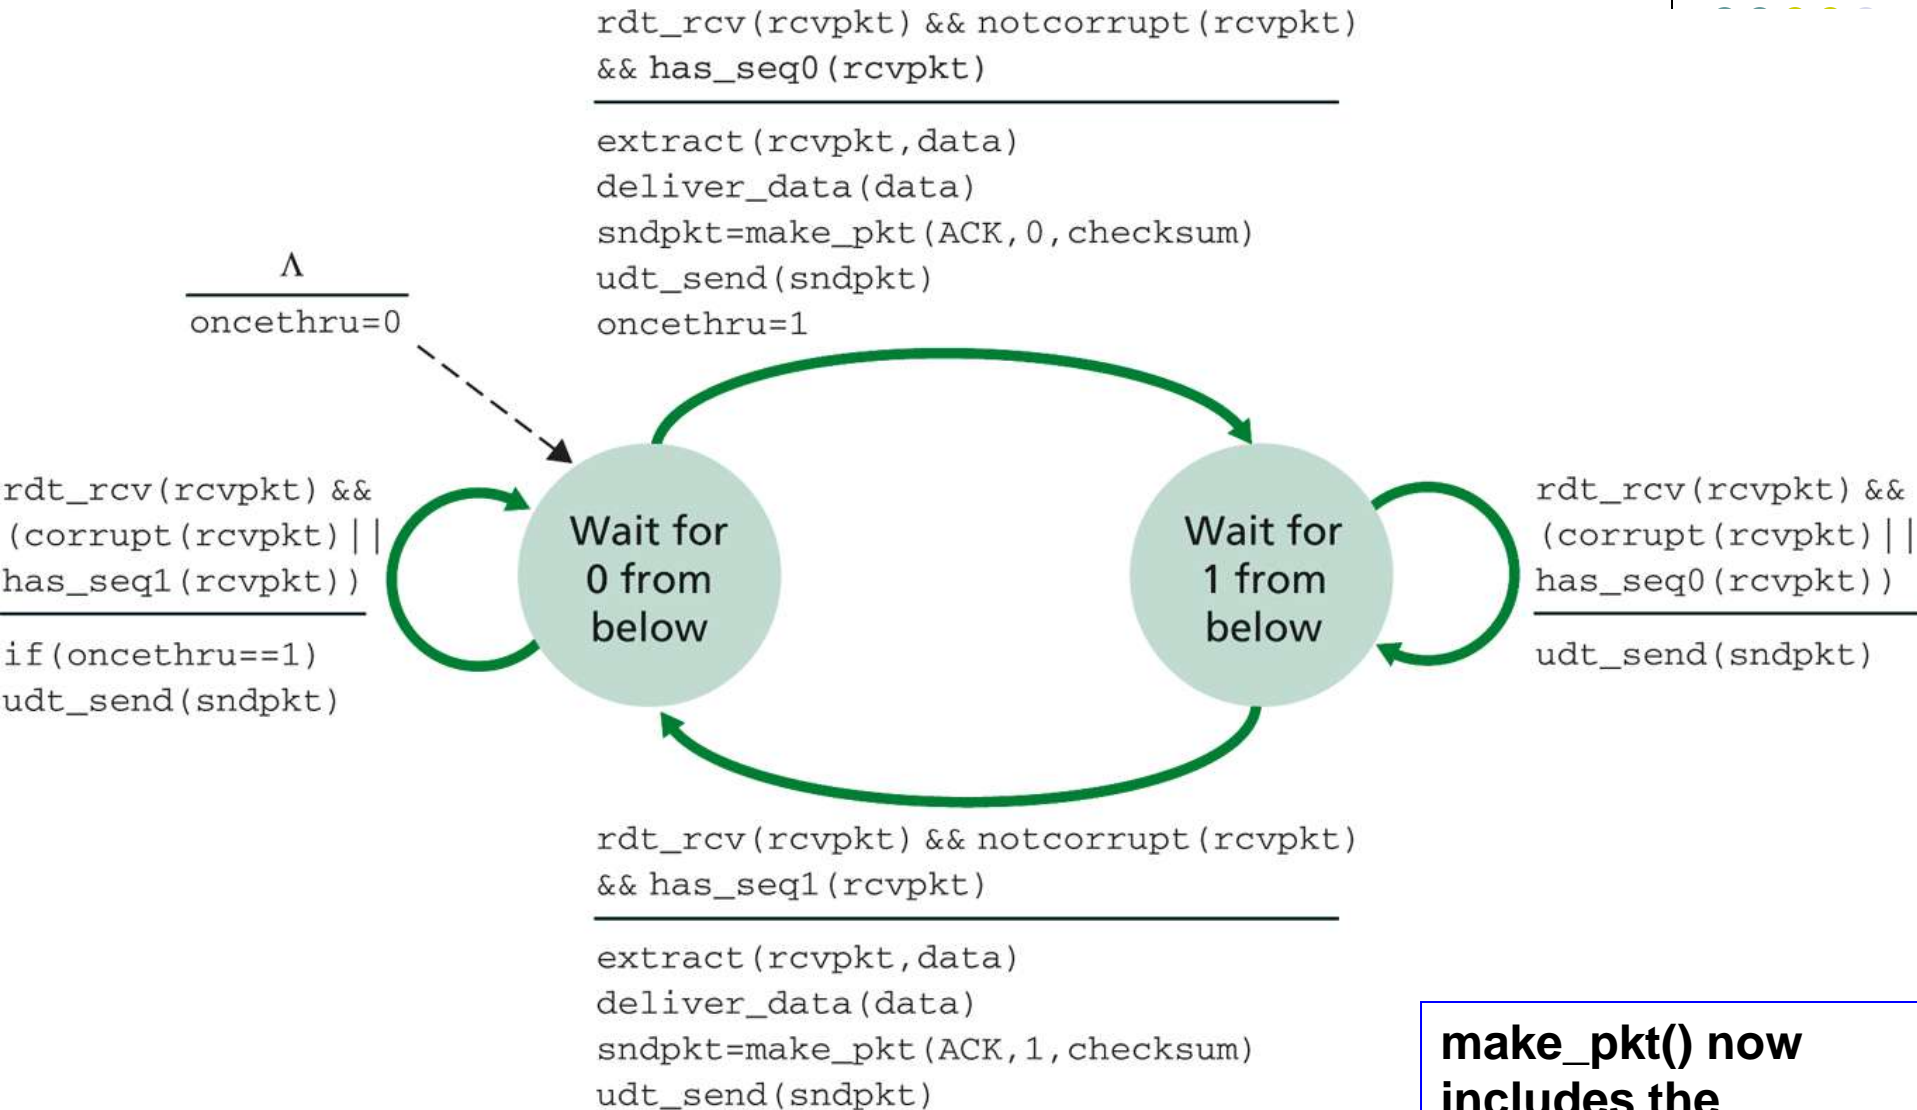 rdt_rcv(rcvpkt) && notcorrupt(rcvpkt)
&& has_seq0(rcvpkt)
extract(rcvpkt,data)
deliver_data(data)
sndpkt=make_pkt(ACK,0,checksum)
udt_send(sndpkt)
oncethru=1
Λ
oncethru=0
rdt_rcv(rcvpkt) &&
(corrupt(rcvpkt)||
has_seq1(rcvpkt))
if(oncethru==1)
udt_send(sndpkt)
Wait for
0 from
below
Wait for
1 from
below
rdt_rcv(rcvpkt) &&
(corrupt(rcvpkt)||
has_seq0(rcvpkt))
udt_send(sndpkt)
rdt_rcv(rcvpkt) && notcorrupt(rcvpkt)
&& has_seq1(rcvpkt)
extract(rcvpkt,data)
deliver_data(data)
sndpkt=make_pkt(ACK,1,checksum)
udt_send(sndpkt)
make_pkt() now
includes the